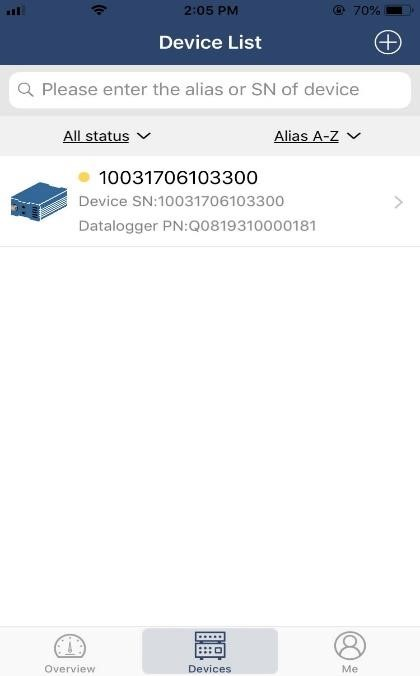 2:05 PM 70%
Device List
Please enter the alias or SN of device
All status Alias A-Z
10031706103300
Device SN:10031706103300
Datalogger PN:Q0819310000181
Overview Devices Me